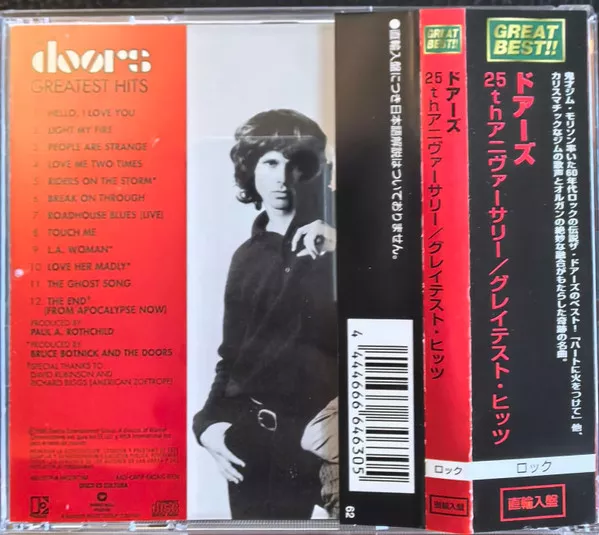 doors
GREATEST HITS
1 HELLO, I LOVE YOU
2 LIGHT MY FIRE
3 PEOPLE ARE STRANGE
4 LOVE ME TWO TIMES
5 RIDERS ON THE STORM*
6 BREAK ON THROUGH
7 ROADHOUSE BLUES (LIVE)
8 TOUCH ME
9 L.A. WOMAN*
10 LOVE HER MADLY*
11 THE GHOST SONG
12 THE END*
(FROM APOCALYPSE NOW)
PRODUCED BY
PAUL A. ROTHCHILD
*PRODUCED BY
BRUCE BOTNICK AND THE DOORS
SPECIAL THANKS TO:
DAVID
AND
RICHARD
●直輸入盤につき日本語解説はついておりません。
4 444466 646305
62
GREAT BEST!!
ドアーズ
25thアニヴァーサリー/グレイテスト・ヒッツ
ロック
直輸入盤
GREAT
BEST!!
ドアーズ
25thアニヴァーサリー/グレイテスト・ヒッツ
鬼才ジム・モリソン率いた60年代ロックの伝説ザ・ドアーズのベスト!「ハートに火をつけて」他、
カリスマチックなジムの歌声とオルガンの絶妙な融合がもたらした奇跡の名曲。
ロック
直輸入盤